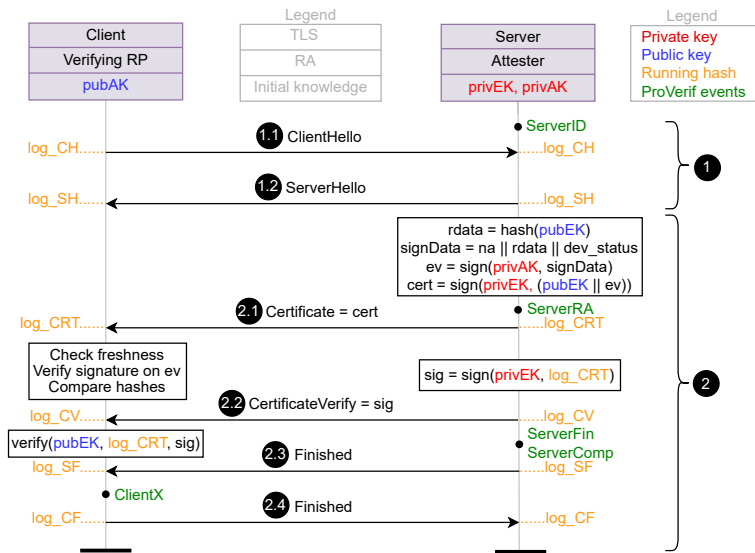 Legend
Legend
Client
TLS
Server
Private key
Verifying RP
RA
Attester
Public key
pubAK
Initial knowledge
privEK, privAK
Running hash
ProVerif events
ServerID
log_CH
1.1 ClientHello
log_CH
1
log_SH
1.2 ServerHello
log_SH
rdata = hash(pubEK)
signData = na || rdata || dev_status
ev = sign(privAK, signData)
cert = sign(privEK, (pubEK || ev))
ServerRA
log_CRT
2.1 Certificate = cert
log_CRT
Check freshness
Verify signature on ev
Compare hashes
sig = sign(privEK, log_CRT)
2
log_CV
2.2 CertificateVerify = sig
log_CV
verify(pubEK, log_CRT, sig)
ServerFin
ServerComp
log_SF
2.3 Finished
log_SF
ClientX
log_CF
2.4 Finished
log_CF